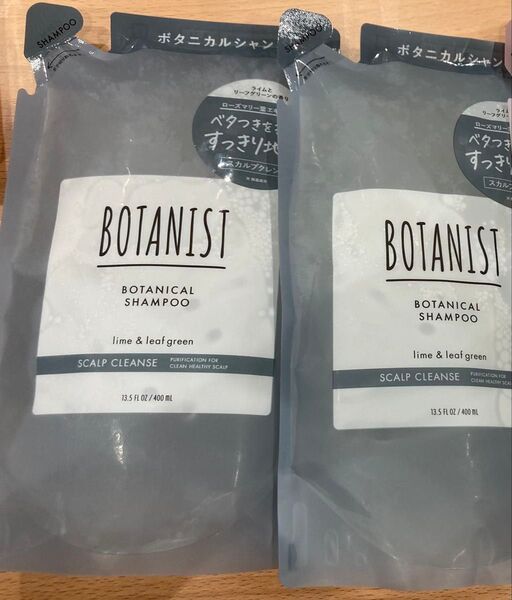 SHAMPOO
ボタニカルシャン
ライムと
リーフグリーンの香り
ローズマリー葉エキ
ベタつきを
すっきり地
スカルプクレン
BOTANIST
BOTANICAL
SHAMPOO
lime & leaf green
SCALP CLEANSE
PURIFICATION FOR
CLEAN HEALTHY SCALP
13.5 FL OZ / 400 mL
SHAMPOO
ボタニカルシャン
ライムと
リーフグリーンの
ローズマリー
ベタつき
すっきり
スカルプ
BOTANIST
BOTANICAL
SHAMPOO
lime & leaf green
SCALP CLEANSE
PURIFICATION FOR
CLEAN HEALTHY SCALP
13.5 FL OZ / 400 mL